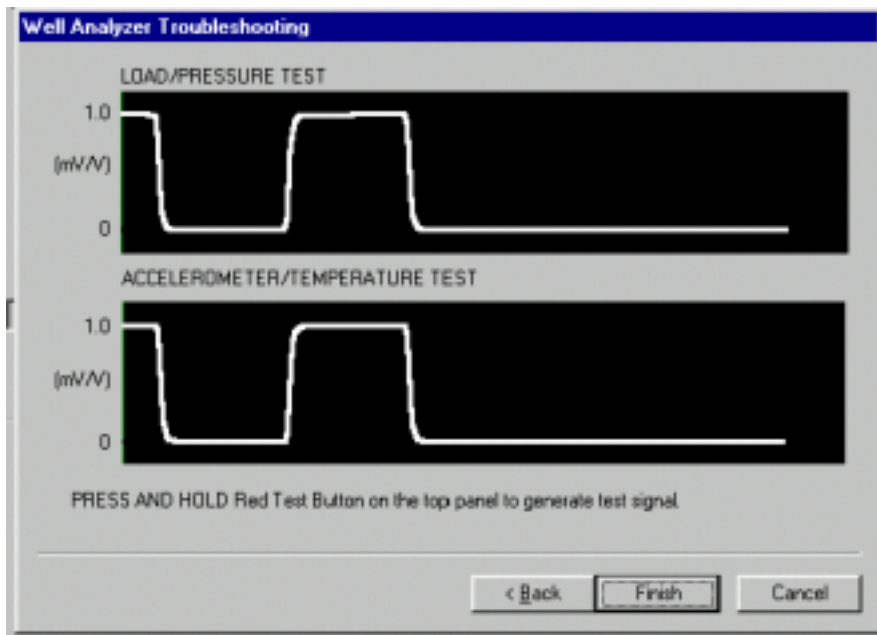 Well Analyzer Troubleshooting
LOAD/PRESSURE TEST
1.0
(mV/V)
0
ACCELEROMETER/TEMPERATURE TEST
1.0
(mV/V)
0
PRESS AND HOLD Red Test Button on the top panel to generate test signal.
< Back
Finish
Cancel